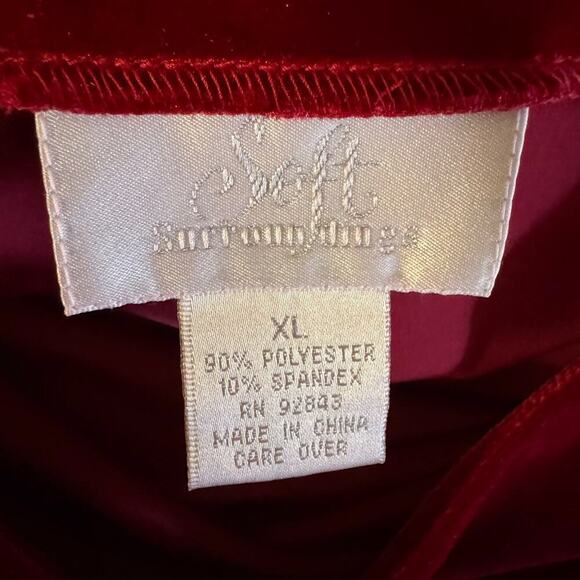 Soft
Surroundings
XL
90% POLYESTER
10% SPANDEX
RN 92843
MADE IN CHINA
CARE OVER